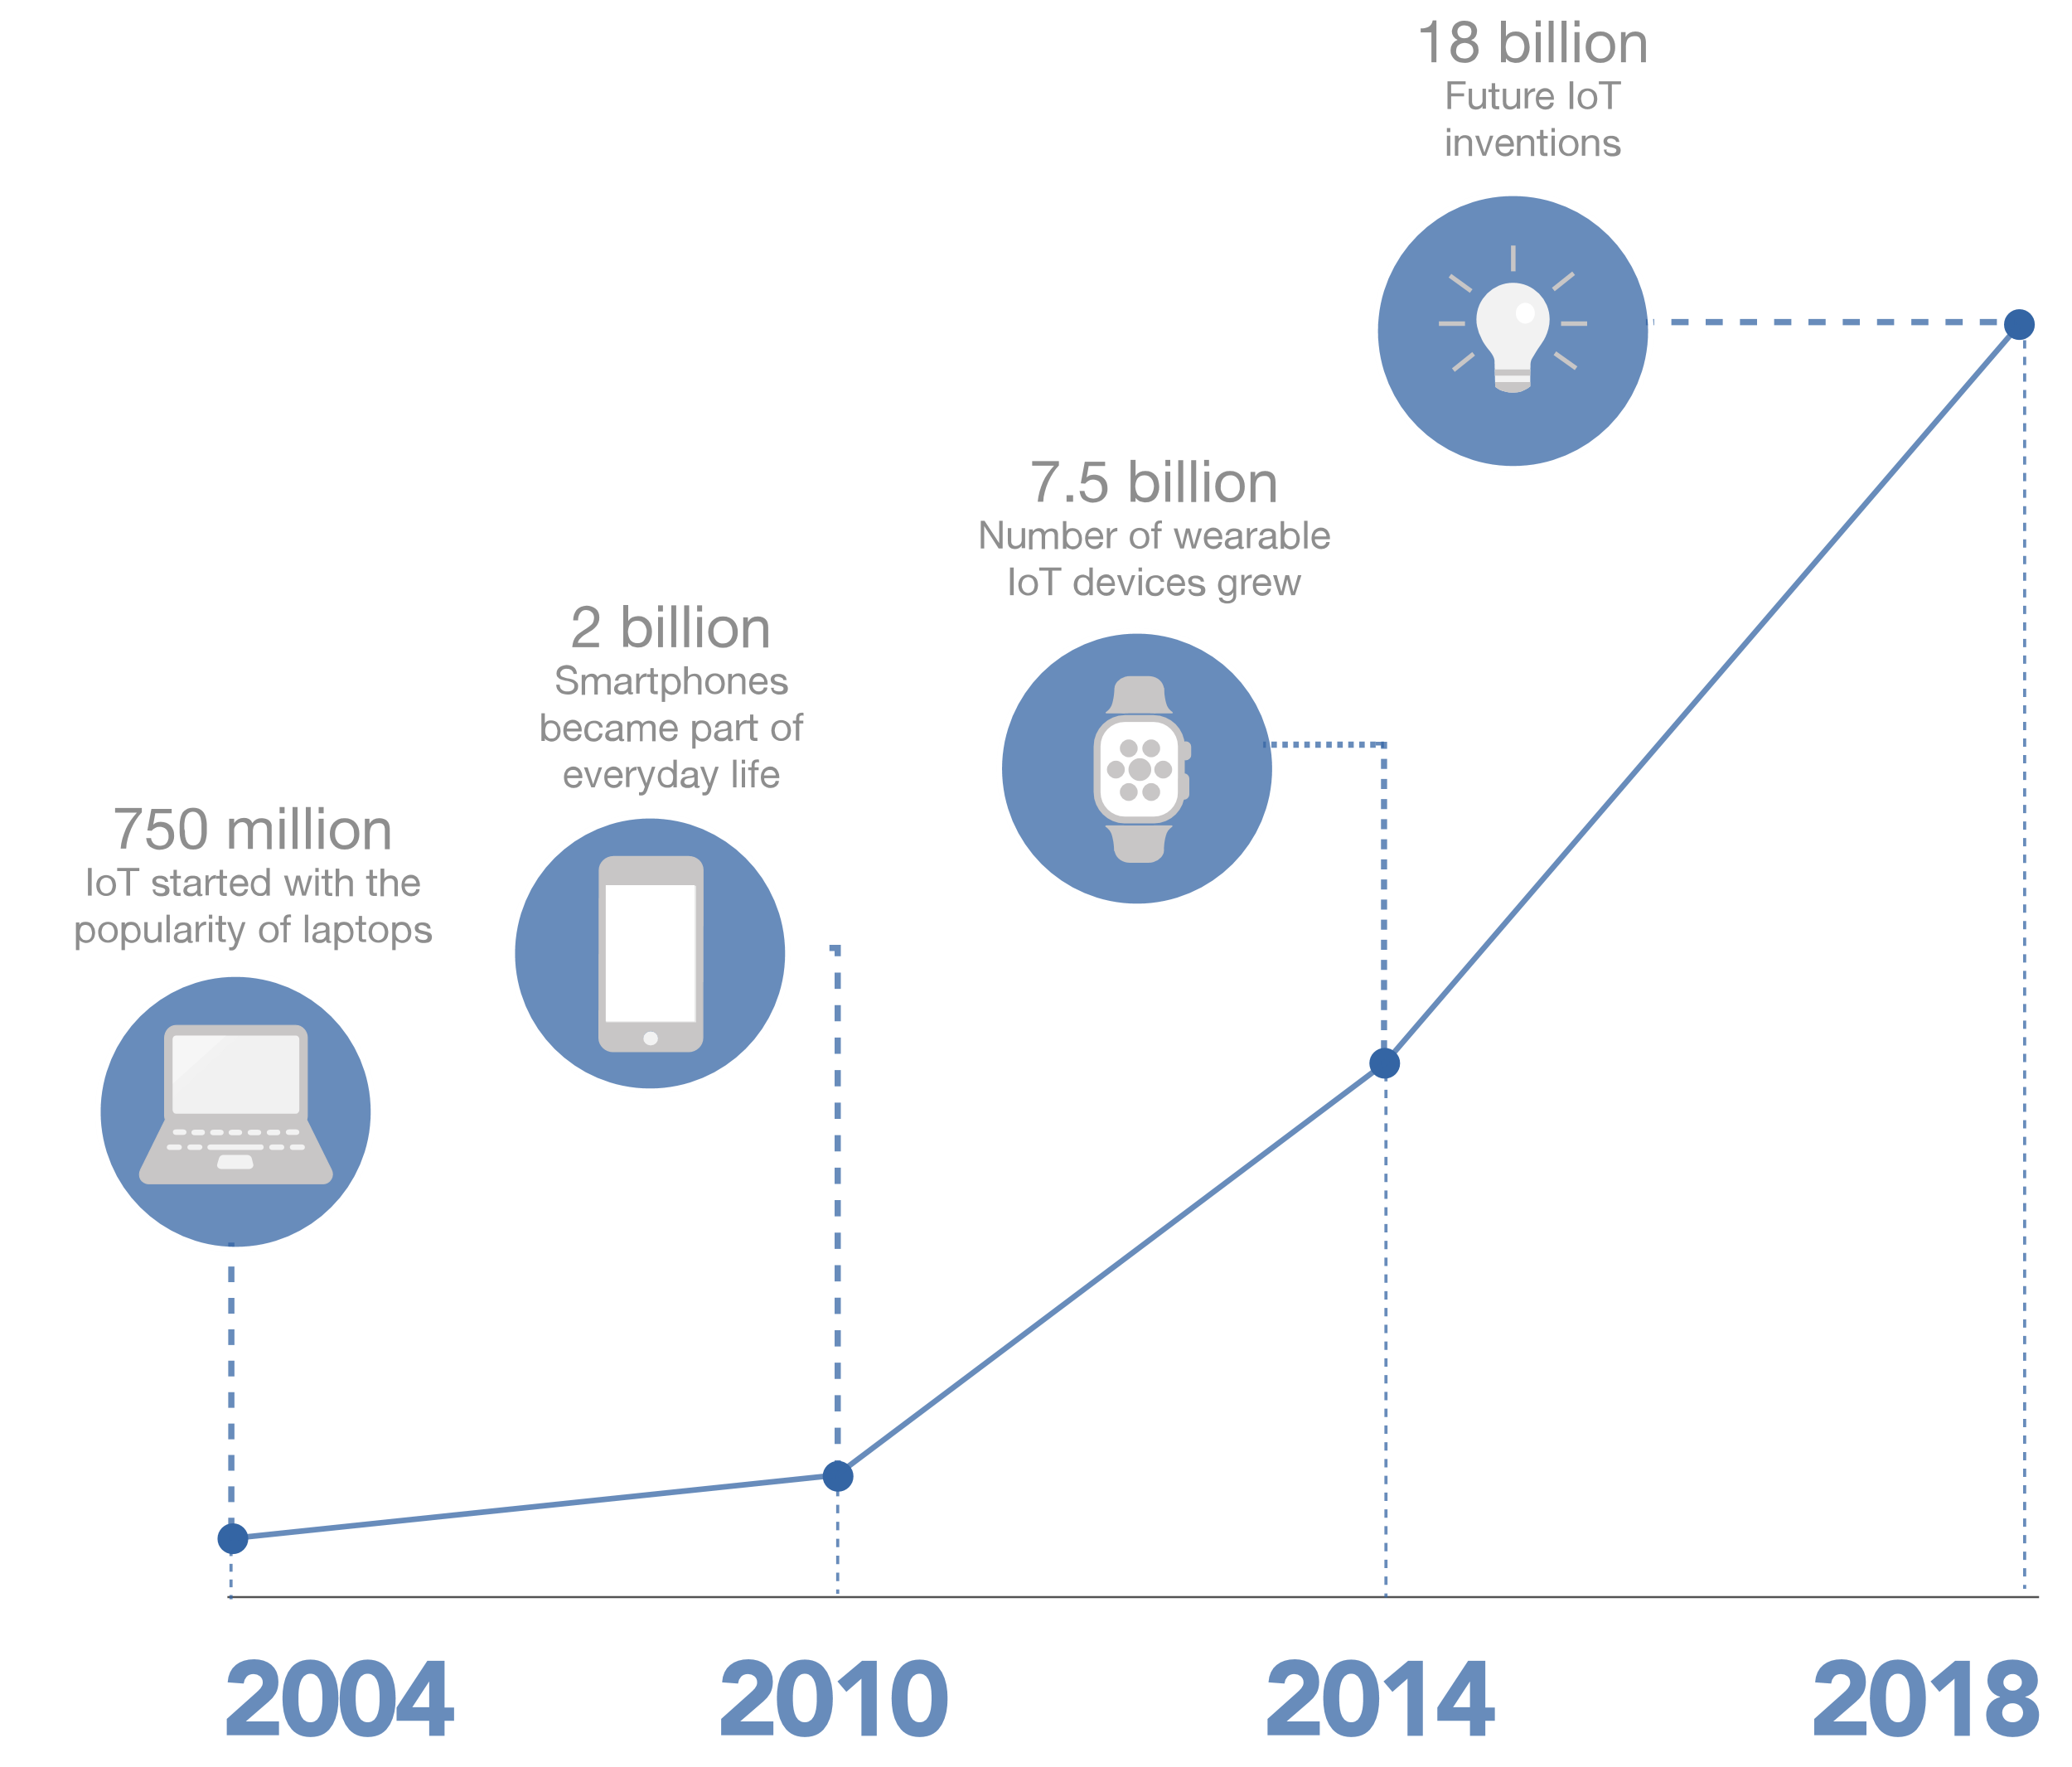 18 billion
Future IoT
inventions
7.5 billion
Number of wearable
IoT devices grew
2 billion
Smartphones
became part of
everyday life
750 million
IoT started with the
popularity of laptops
2004
2010
2014
2018